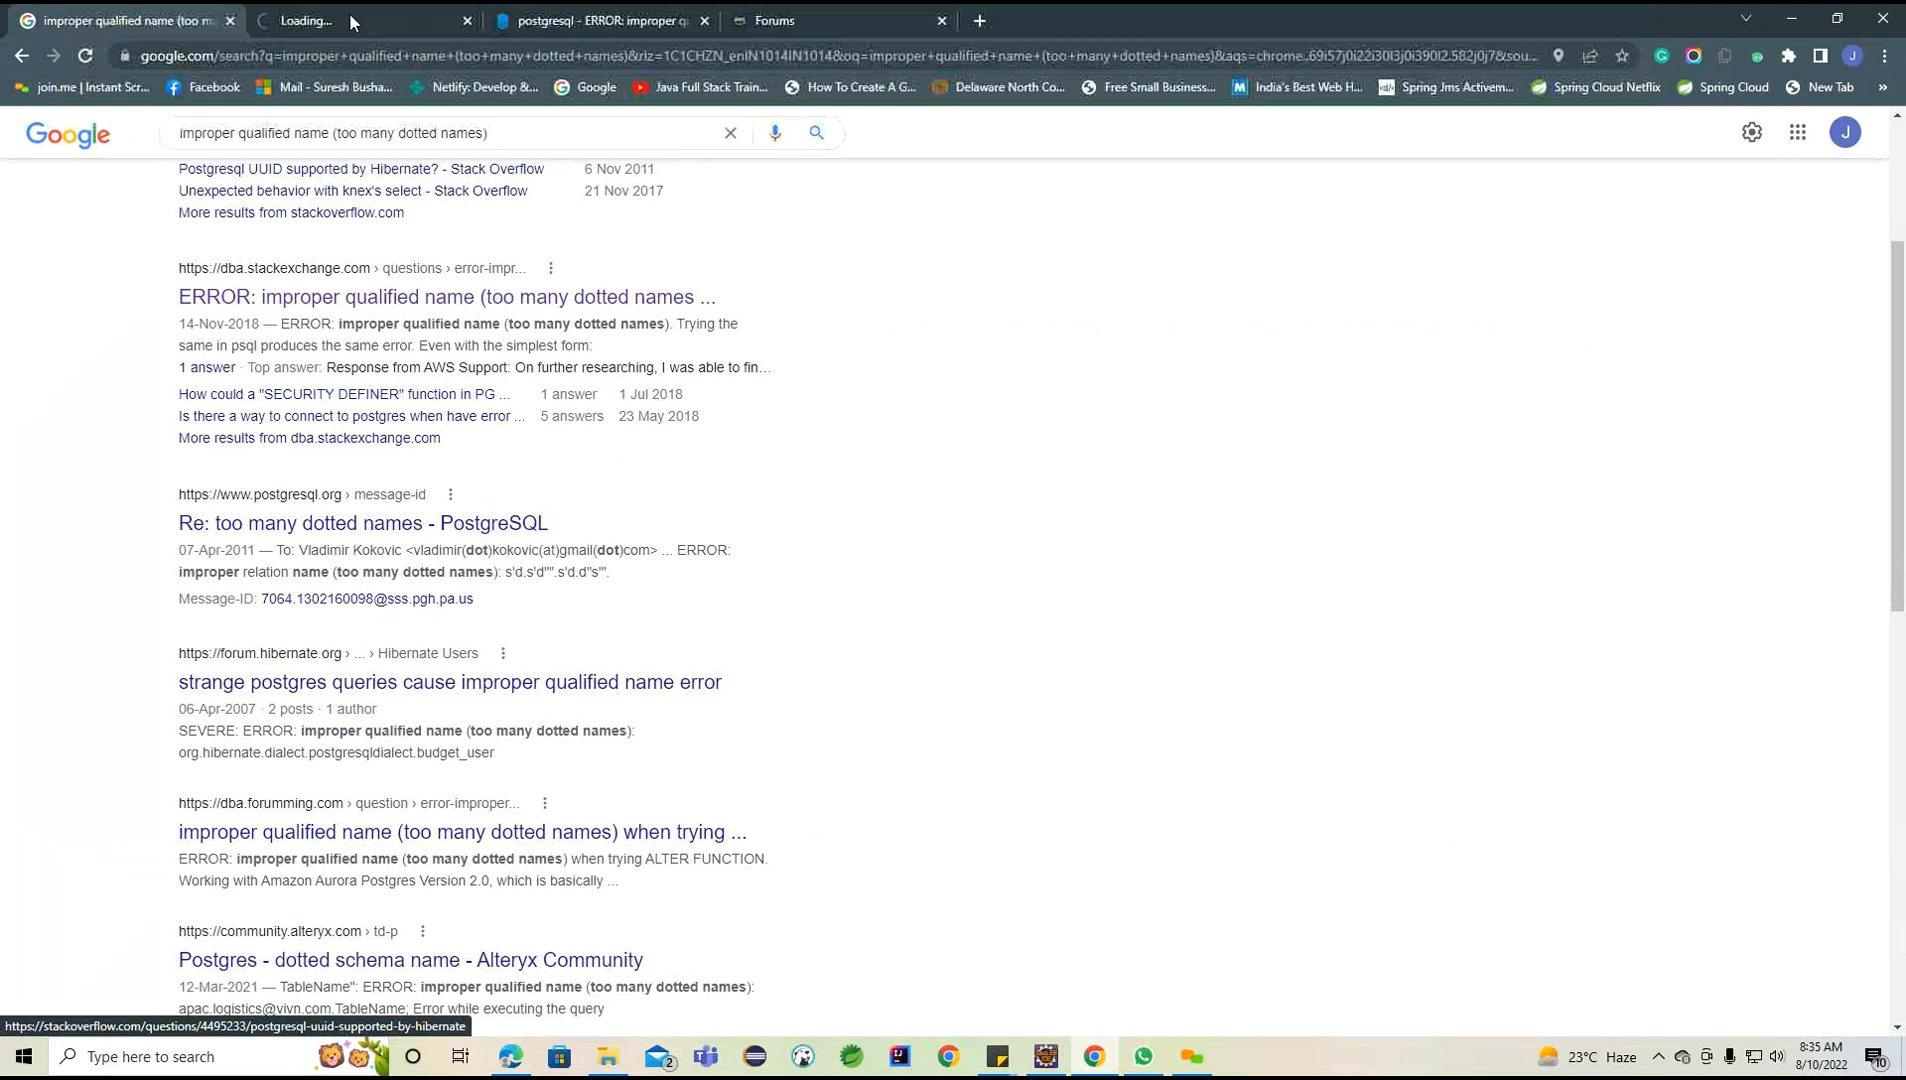 improper qualified name (too m
Loading...
postgresql - ERROR: improper q
Forums
google.com/search?q=improper+qualified+name+(too+many+dotted+names)&rlz=1C1CHZN_enIN1014IN1014&oq=improper+qualified+name+(too+many+dotted+names)&aqs=chrome..69i57j0i22i30l3j0i390l2.582j0j7&sou...
join.me | Instant Scr...
Facebook
Mail - Suresh Busha...
Netlify: Develop &...
Google
Java Full Stack Train...
How To Create A G...
Delaware North Co...
Free Small Business...
India's Best Web H...
Spring Jms Activem...
Spring Cloud Netflix
Spring Cloud
New Tab
»
Google
improper qualified name (too many dotted names)
J
Postgresql UUID supported by Hibernate? - Stack Overflow 6 Nov 2011
Unexpected behavior with knex's select - Stack Overflow 21 Nov 2017
More results from stackoverflow.com
https://dba.stackexchange.com › questions › error-impr...
ERROR: improper qualified name (too many dotted names ...
14-Nov-2018 — ERROR: improper qualified name (too many dotted names). Trying the
same in psql produces the same error. Even with the simplest form:
1 answer · Top answer: Response from AWS Support: On further researching, I was able to fin...
How could a "SECURITY DEFINER" function in PG ... 1 answer 1 Jul 2018
Is there a way to connect to postgres when have error ... 5 answers 23 May 2018
More results from dba.stackexchange.com
https://www.postgresql.org › message-id
Re: too many dotted names - PostgreSQL
07-Apr-2011 — To: Vladimir Kokovic <vladimir(dot)kokovic(at)gmail(dot)com> ... ERROR:
improper relation name (too many dotted names): s'd.s'd"".s'd.d"s'".
Message-ID: 7064.1302160098@sss.pgh.pa.us
https://forum.hibernate.org › ... › Hibernate Users
strange postgres queries cause improper qualified name error
06-Apr-2007 · 2 posts · 1 author
SEVERE: ERROR: improper qualified name (too many dotted names):
org.hibernate.dialect.postgresqldialect.budget_user
https://dba.forumming.com › question › error-improper...
improper qualified name (too many dotted names) when trying ...
ERROR: improper qualified name (too many dotted names) when trying ALTER FUNCTION.
Working with Amazon Aurora Postgres Version 2.0, which is basically ...
https://community.alteryx.com › td-p
Postgres - dotted schema name - Alteryx Community
12-Mar-2021 — TableName": ERROR: improper qualified name (too many dotted names):
apac.logistics@vivn.com.TableName; Error while executing the query
https://stackoverflow.com/questions/4495233/postgresql-uuid-supported-by-hibernate
Type here to search
2
23°C Haze
8:35 AM
8/10/2022
10